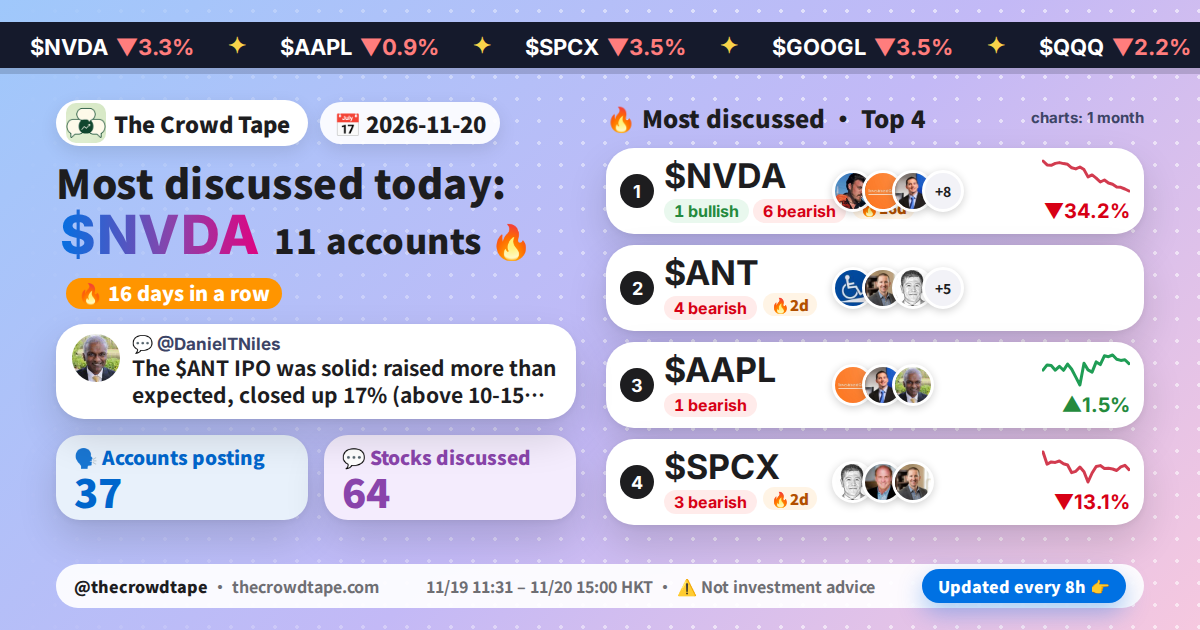 $NVDA ▼3.3% ✦ $AAPL ▼0.9% ✦ $SPCX ▼3.5% ✦ $GOOGL ▼3.5% ✦ $QQQ ▼2.2%
The Crowd Tape
2026-11-20
Most discussed today:
$NVDA 11 accounts 🔥
🔥 16 days in a row
@DanielTNiles
The $ANT IPO was solid: raised more than
expected, closed up 17% (above 10-15⋯
Accounts posting
37
Stocks discussed
64
🔥 Most discussed • Top 4
charts: 1 month
1
$NVDA
1 bullish 6 bearish
+8
▼34.2%
2
$ANT
4 bearish 🔥2d
+5
3
$AAPL
1 bearish
▲1.5%
4
$SPCX
3 bearish 🔥2d
▼13.1%
@thecrowdtape • thecrowdtape.com
11/19 11:31 – 11/20 15:00 HKT • ⚠️ Not investment advice
Updated every 8h 👉